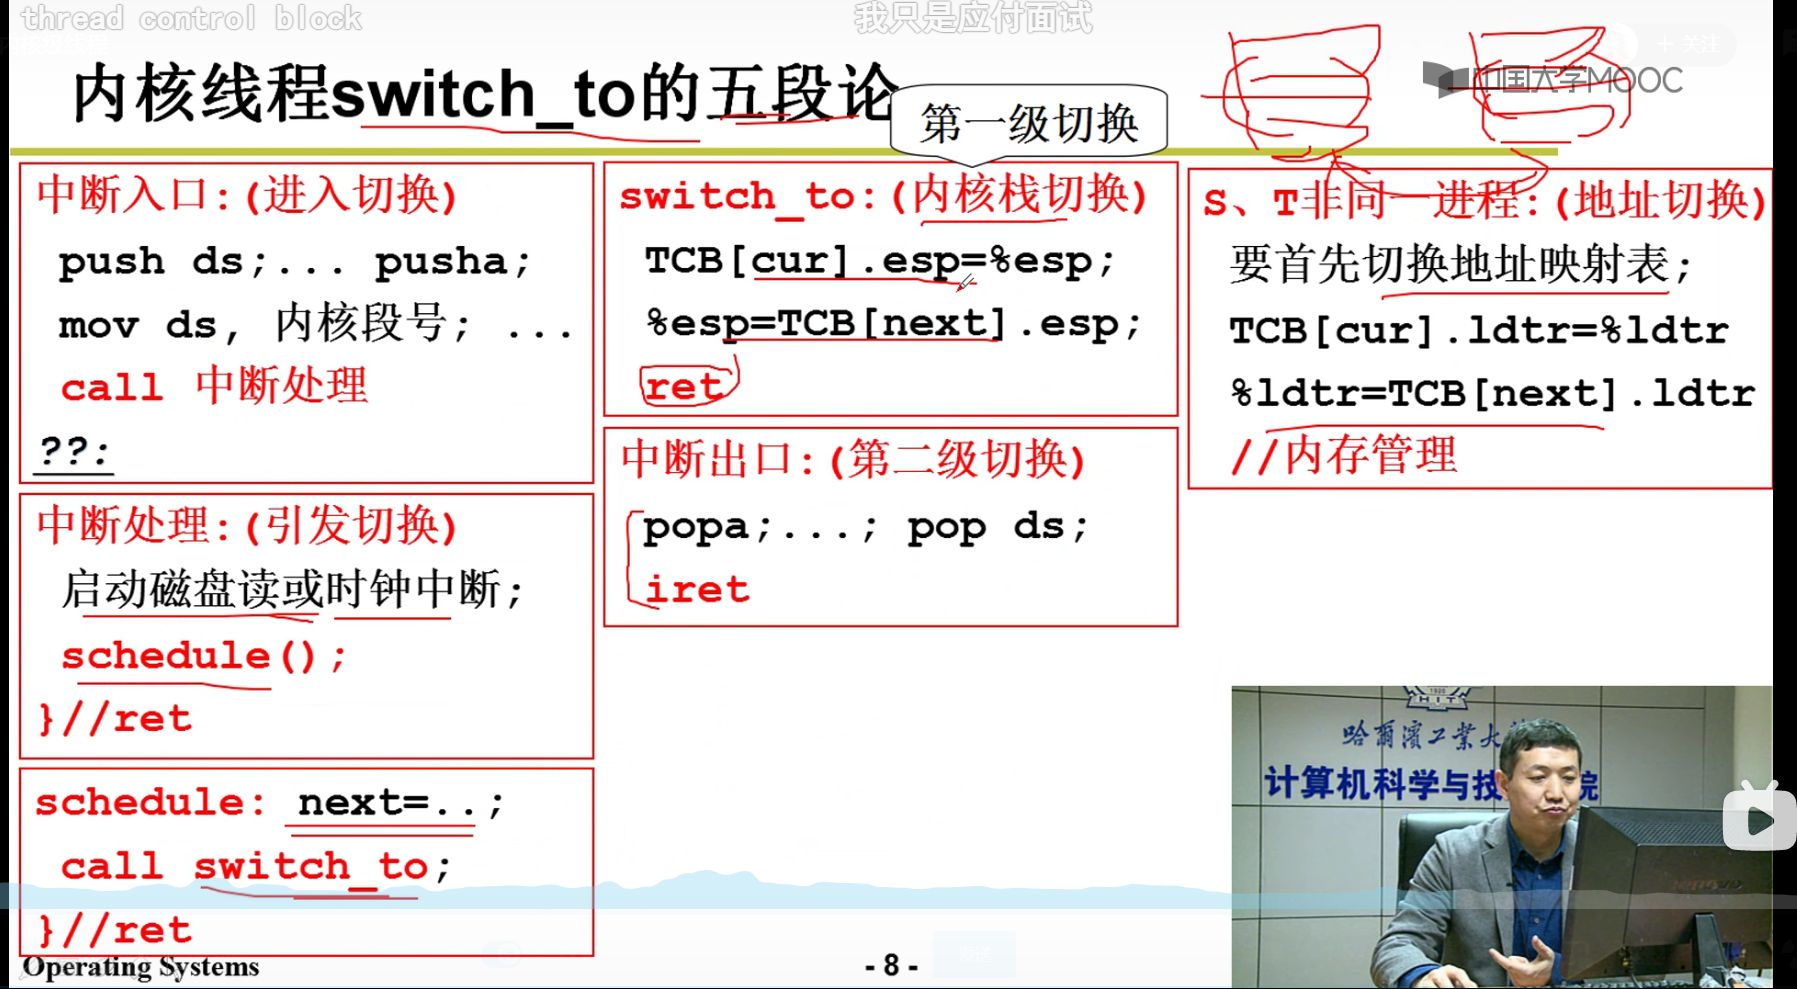 thread control block
我只是应付面试
+ 关注
内核线程switch_to的五段论
中国大学MOOC
第一级切换
中断入口:(进入切换)
push ds;... pusha;
mov ds, 内核段号; ...
call 中断处理
??:
中断处理:(引发切换)
启动磁盘读或时钟中断;
schedule();
}//ret
schedule: next=..;
call switch_to;
}//ret
switch_to:(内核栈切换)
TCB[cur].esp=%esp;
%esp=TCB[next].esp;
ret
中断出口:(第二级切换)
popa;...; pop ds;
iret
S、T非同一进程:(地址切换)
要首先切换地址映射表;
TCB[cur].ldtr=%ldtr
%ldtr=TCB[next].ldtr
//内存管理
HIT
哈爾濱工業大
计算机科学与技 院
Operating Systems
- 8 -